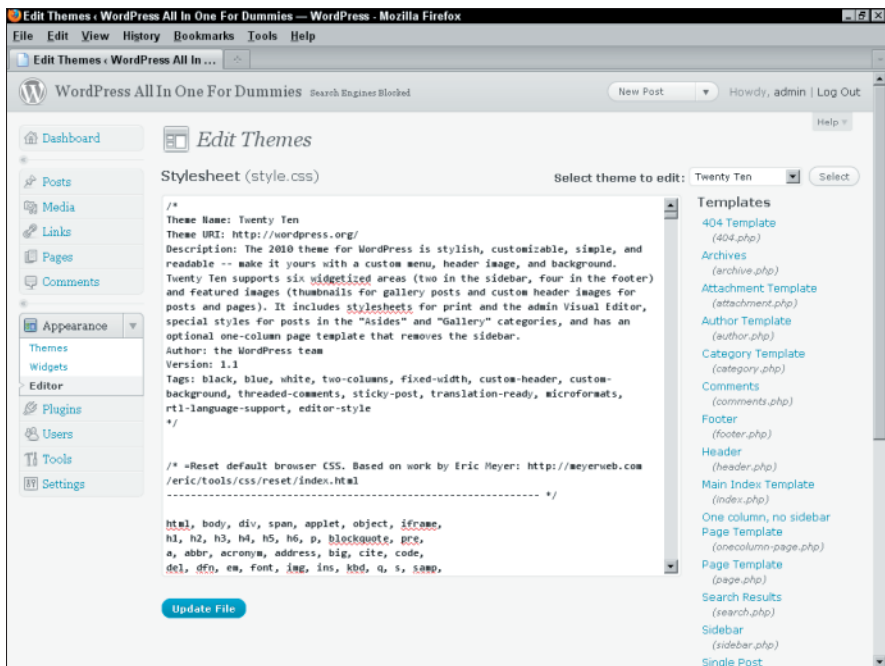 Edit Themes ‹ WordPress All In One For Dummies — WordPress - Mozilla Firefox
File Edit View History Bookmarks Tools Help
Edit Themes ‹ WordPress All In ...
WordPress All In One For Dummies Search Engines Blocked
New Post
Howdy, admin | Log Out
Help
Dashboard
Posts
Media
Links
Pages
Comments
Appearance
Themes
Widgets
Editor
Plugins
Users
Tools
Settings
Edit Themes
Stylesheet (style.css)
Select theme to edit: Twenty Ten Select
/*
Theme Name: Twenty Ten
Theme URI: http://wordpress.org/
Description: The 2010 theme for WordPress is stylish, customizable, simple, and
readable -- make it yours with a custom menu, header image, and background.
Twenty Ten supports six widgetized areas (two in the sidebar, four in the footer)
and featured images (thumbnails for gallery posts and custom header images for
posts and pages). It includes stylesheets for print and the admin Visual Editor,
special styles for posts in the "Asides" and "Gallery" categories, and has an
optional one-column page template that removes the sidebar.
Author: the WordPress team
Version: 1.1
Tags: black, blue, white, two-columns, fixed-width, custom-header, custom-
background, threaded-comments, sticky-post, translation-ready, microformats,
rtl-language-support, editor-style
*/
/* =Reset default browser CSS. Based on work by Eric Meyer: http://meyerweb.com
/eric/tools/css/reset/index.html
-------------------------------------------------------------- */
html, body, div, span, applet, object, iframe,
h1, h2, h3, h4, h5, h6, p, blockquote, pre,
a, abbr, acronym, address, big, cite, code,
del, dfn, em, font, img, ins, kbd, q, s, samp,
Update File
Templates
404 Template
(404.php)
Archives
(archive.php)
Attachment Template
(attachment.php)
Author Template
(author.php)
Category Template
(category.php)
Comments
(comments.php)
Footer
(footer.php)
Header
(header.php)
Main Index Template
(index.php)
One column, no sidebar
Page Template
(onecolumn-page.php)
Page Template
(page.php)
Search Results
(search.php)
Sidebar
(sidebar.php)
Single Post